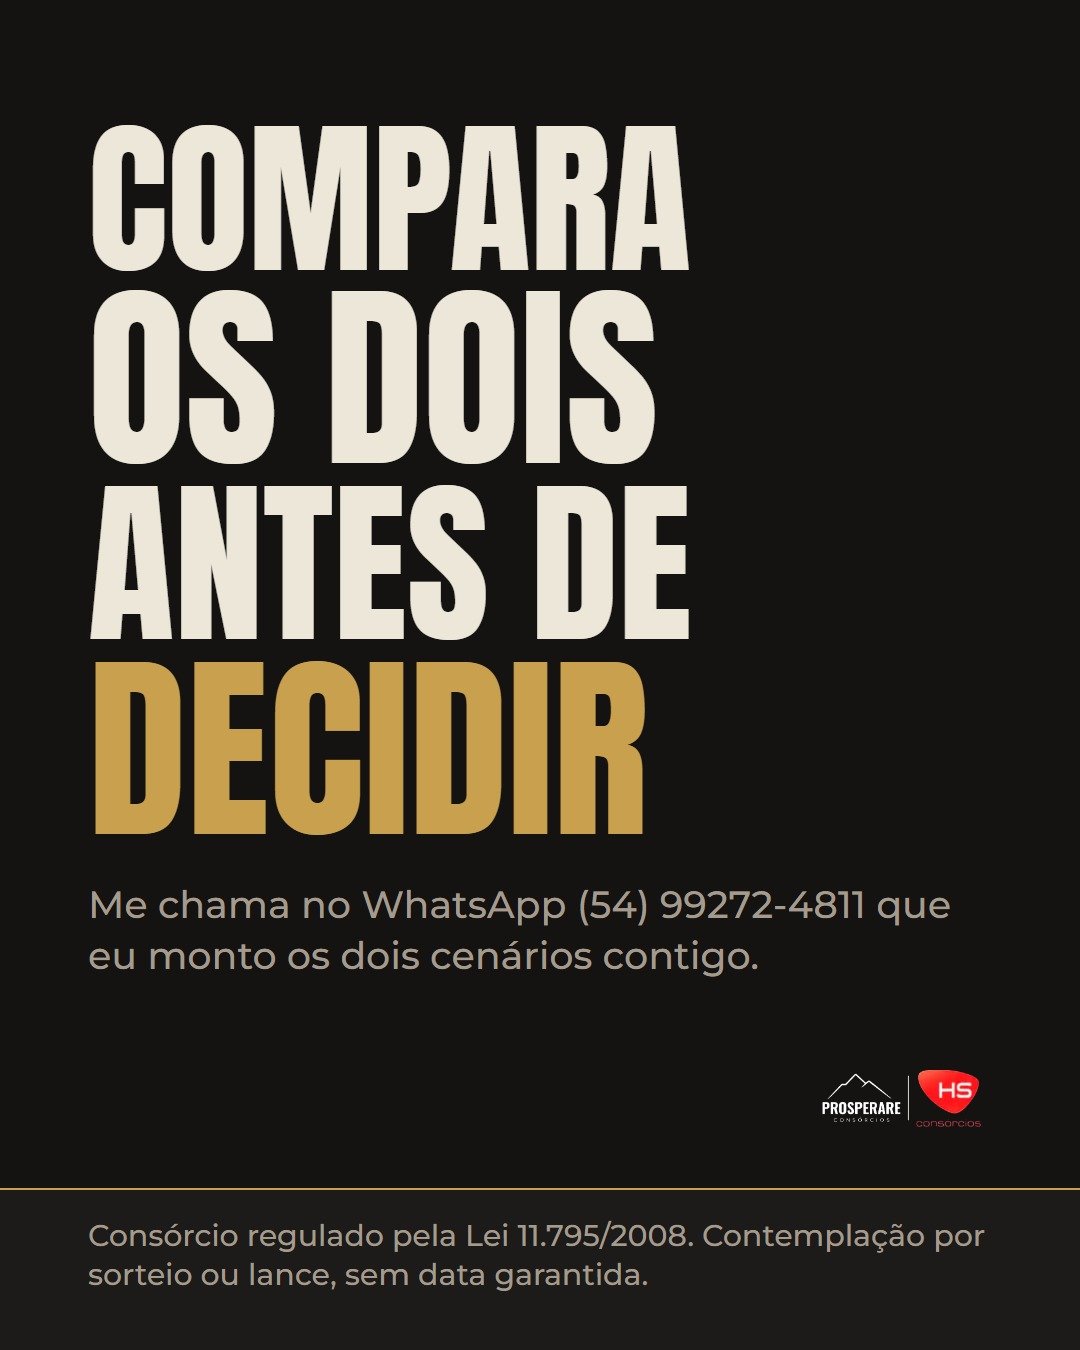 COMPARA
OS DOIS
ANTES DE
DECIDIR
Me chama no WhatsApp (54) 99272-4811 que
eu monto os dois cenários contigo.
PROSPERARE
CONSÓRCIOS
HS
consorcios
Consórcio regulado pela Lei 11.795/2008. Contemplação por
sorteio ou lance, sem data garantida.